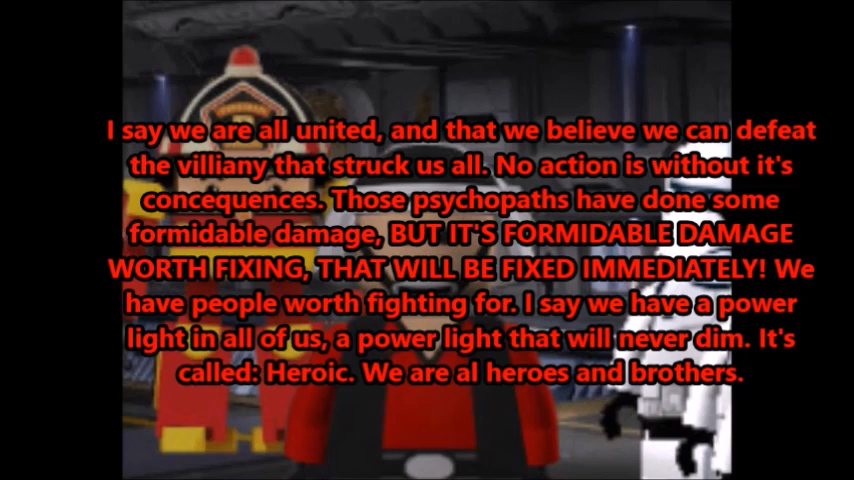 I say we are all united, and that we believe we can defeat
the villiany that struck us all. No action is without it's
concequences. Those psychopaths have done some
formidable damage, BUT IT'S FORMIDABLE DAMAGE
WORTH FIXING, THAT WILL BE FIXED IMMEDIATELY! We
have people worth fighting for. I say we have a power
light in all of us, a power light that will never dim. It's
called: Heroic. We are al heroes and brothers.